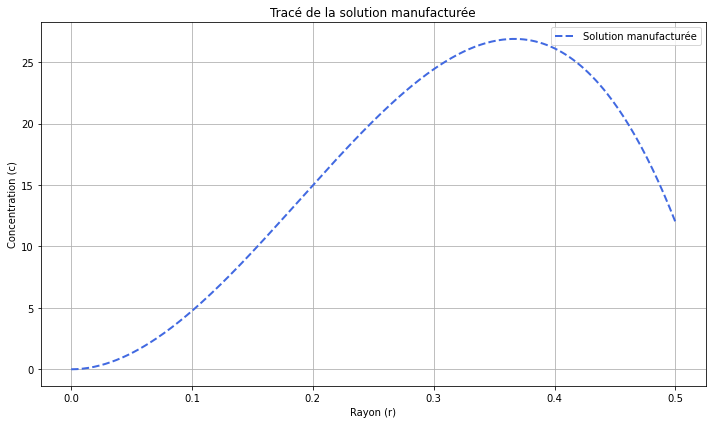 Tracé de la solution manufacturée
Solution manufacturée
Concentration (c)
25
20
15
10
5
0
0.0 0.1 0.2 0.3 0.4 0.5
Rayon (r)